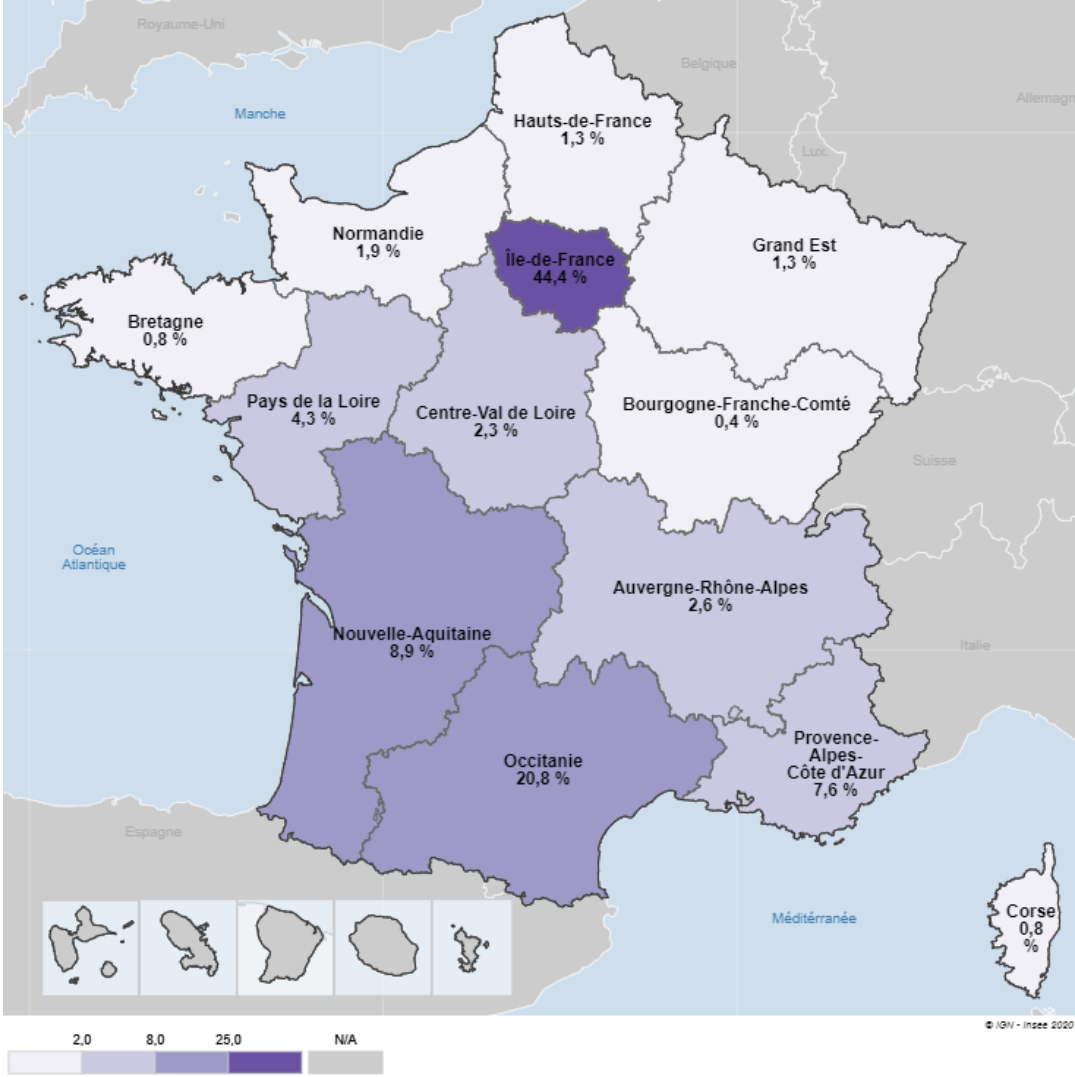 Royaume-Uni
Belgique
Allemagn
Manche
Hauts-de-France
1,3 %
Lux.
Normandie
1,9 %
Île-de-France
44,4 %
Grand Est
1,3 %
Bretagne
0,8 %
Pays de la Loire
4,3 %
Centre-Val de Loire
2,3 %
Bourgogne-Franche-Comté
0,4 %
Suisse
Océan
Atlantique
Auvergne-Rhône-Alpes
2,6 %
Nouvelle-Aquitaine
8,9 %
Italie
Occitanie
20,8 %
Provence-
Alpes-
Côte d'Azur
7,6 %
Espagne
Méditérranée
Corse
0,8
%
© IGN - Insee 2020
2,0 8,0 25,0 N/A